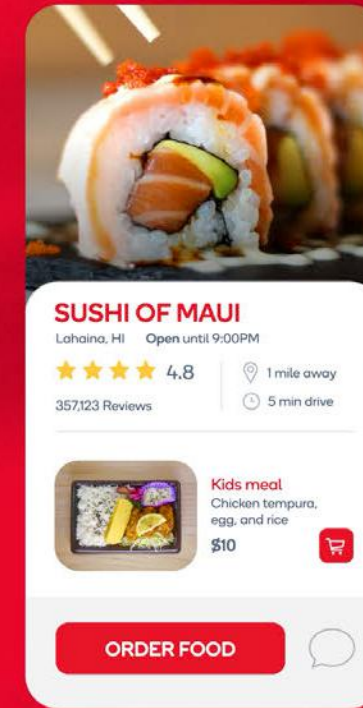 SUSHI OF MAUI
Lahaina, HI Open until 9:00PM
4.8
1 mile away
357,123 Reviews
5 min drive
Kids meal
Chicken tempura,
egg, and rice
$10
ORDER FOOD